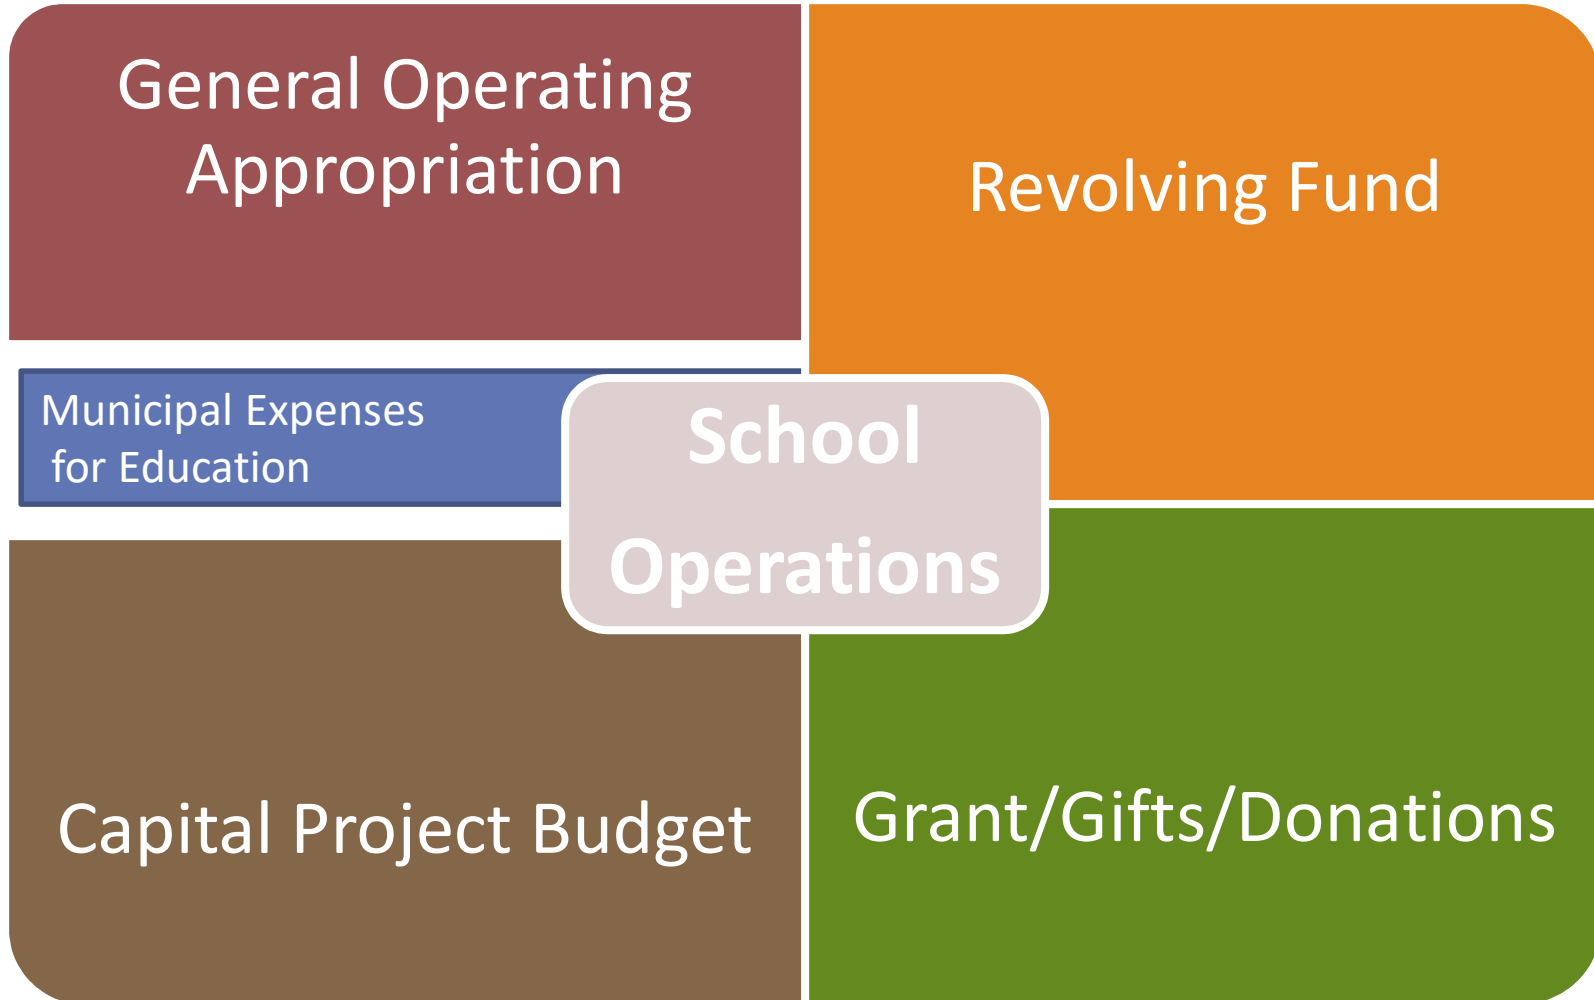 General Operating
Appropriation
Revolving Fund
Municipal Expenses
for Education
School
Operations
Capital Project Budget
Grant/Gifts/Donations